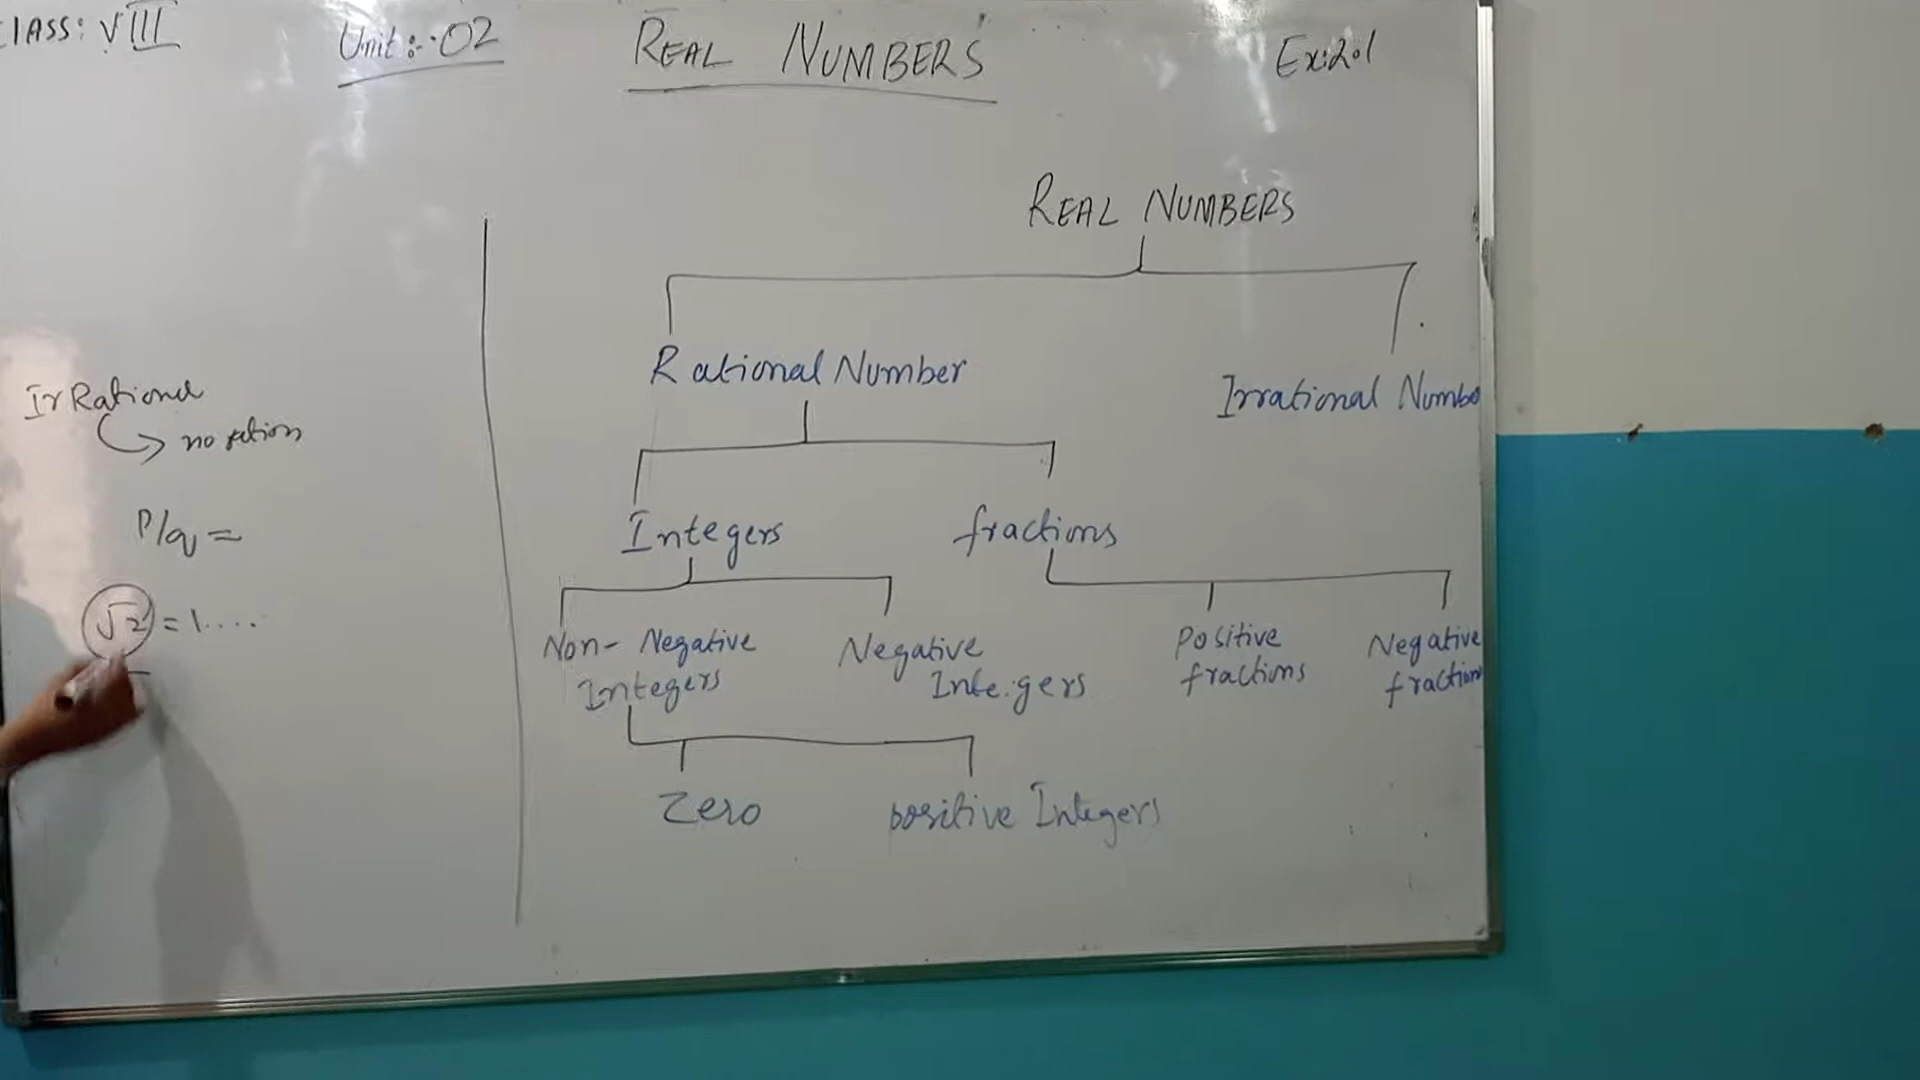 CLASS: VIII
Unit:-02
REAL NUMBERS
Ex:2.1
REAL NUMBERS
Rational Number
Irrational Numbe
Integers
fractions
Non-Negative
Integers
Negative
Integers
Positive
fractions
Negative
fraction
Zero
positive Integers
IrRational
no
P/q =
√2 = 1....